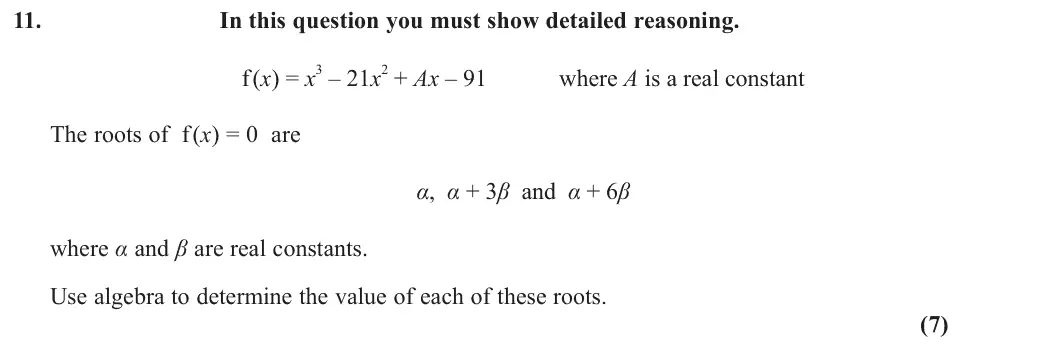 11. In this question you must show detailed reasoning.
f(x) = x³ – 21x² + Ax – 91 where A is a real constant
The roots of f(x) = 0 are
α, α + 3β and α + 6β
where α and β are real constants.
Use algebra to determine the value of each of these roots.
(7)